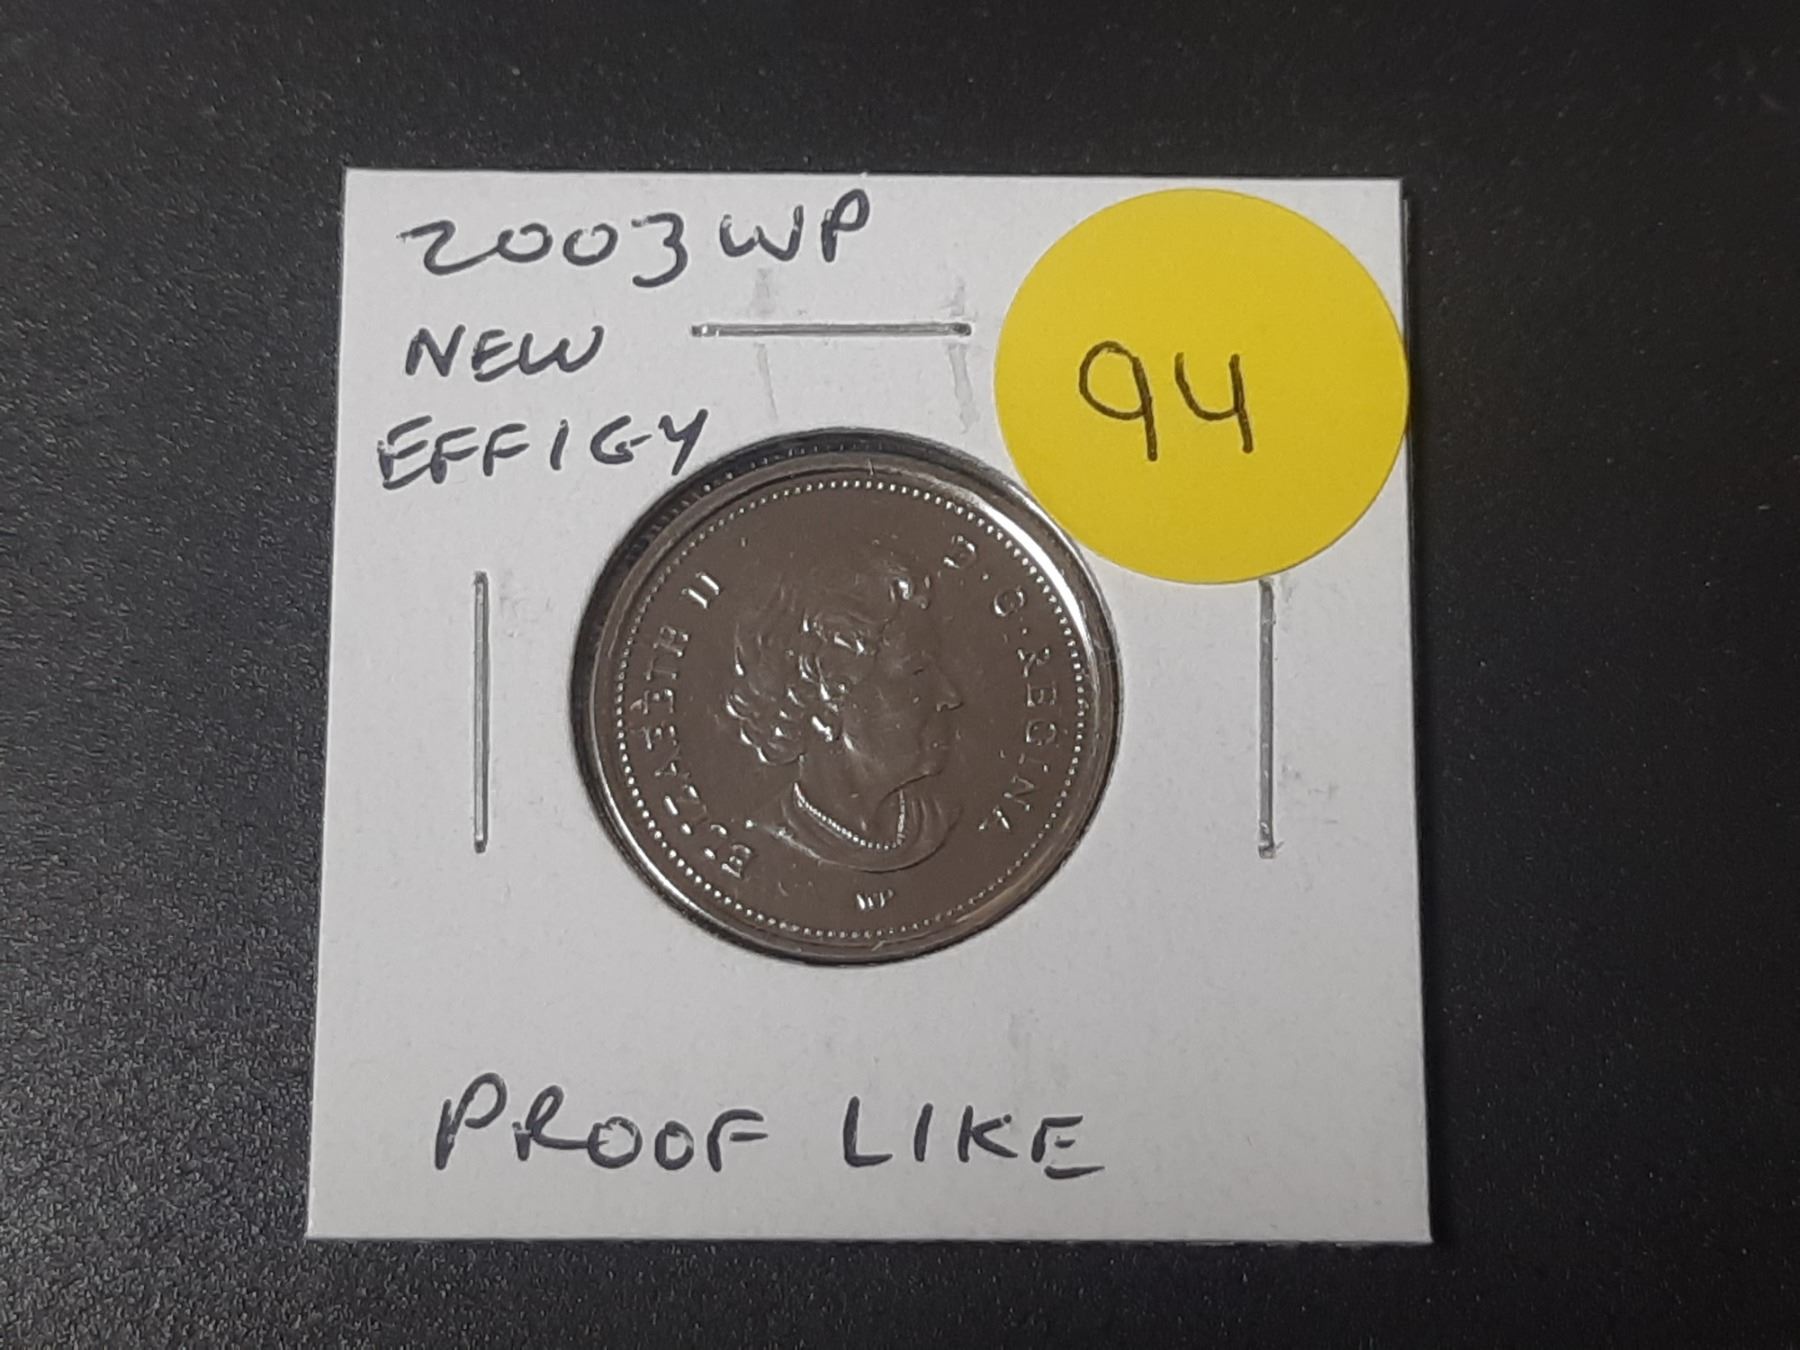 2003 WP
NEW
EFFIGY
94
ELIZABETH II D·G·REGINA
WP
PROOF LIKE